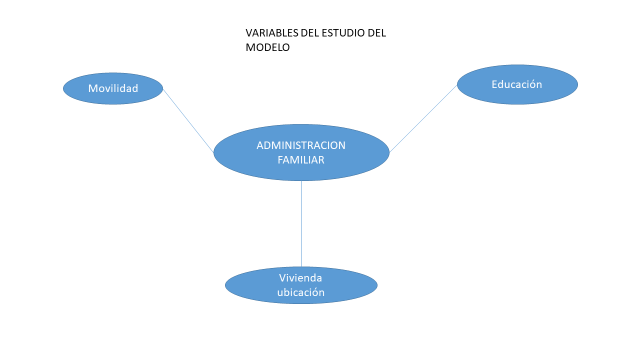 VARIABLES DEL ESTUDIO DEL
MODELO
Movilidad
Educación
ADMINISTRACION
FAMILIAR
Vivienda
ubicación